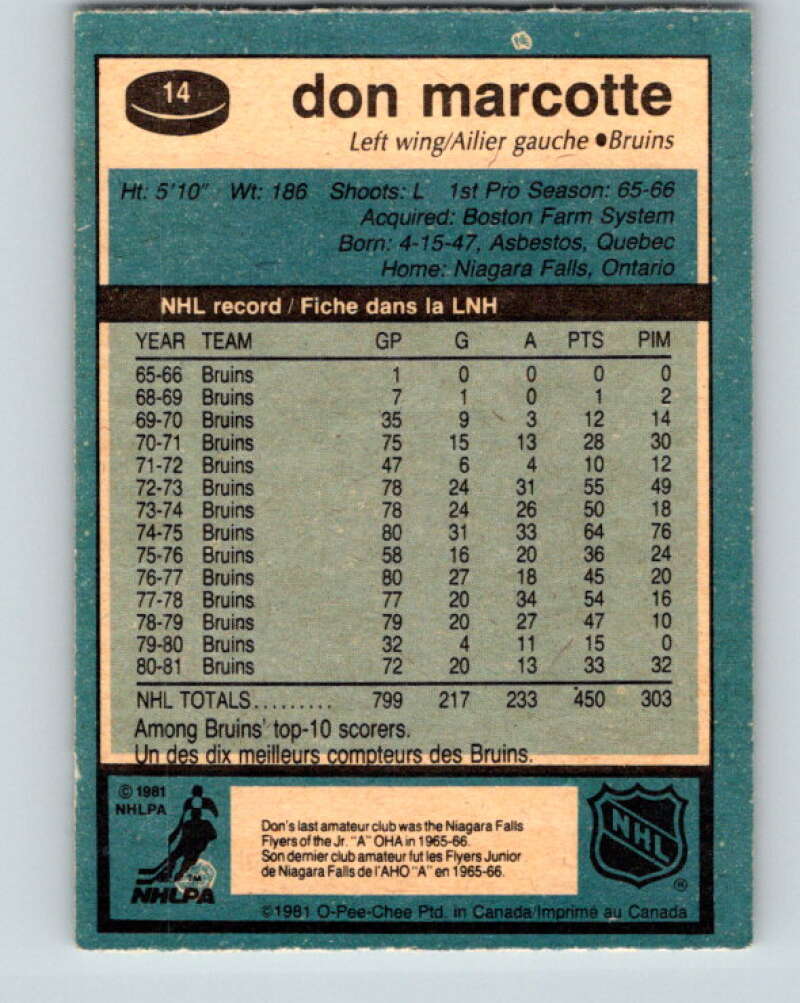 14
don marcotte
Left wing/Ailier gauche ●Bruins
Ht: 5'10" Wt: 186 Shoots: L 1st Pro Season: 65-66
Acquired: Boston Farm System
Born: 4-15-47, Asbestos, Quebec
Home: Niagara Falls, Ontario
NHL record / Fiche dans la LNH
YEAR TEAM GP G A PTS PIM
65-66 Bruins 1 0 0 0 0
68-69 Bruins 7 1 0 1 2
69-70 Bruins 35 9 3 12 14
70-71 Bruins 75 15 13 28 30
71-72 Bruins 47 6 4 10 12
72-73 Bruins 78 24 31 55 49
73-74 Bruins 78 24 26 50 18
74-75 Bruins 80 31 33 64 76
75-76 Bruins 58 16 20 36 24
76-77 Bruins 80 27 18 45 20
77-78 Bruins 77 20 34 54 16
78-79 Bruins 79 20 27 47 10
79-80 Bruins 32 4 11 15 0
80-81 Bruins 72 20 13 33 32
NHL TOTALS......... 799 217 233 450 303
Among Bruins' top-10 scorers.
Un des dix meilleurs compteurs des Bruins.
© 1981
NHLPA
TM
NHLPA
Don's last amateur club was the Niagara Falls
Flyers of the Jr. "A" OHA in 1965-66.
Son dernier club amateur fut les Flyers Junior
de Niagara Falls de l'AHO "A" en 1965-66.
NHL
®
©1981 O-Pee-Chee Ptd. in Canada/Imprimé au Canada